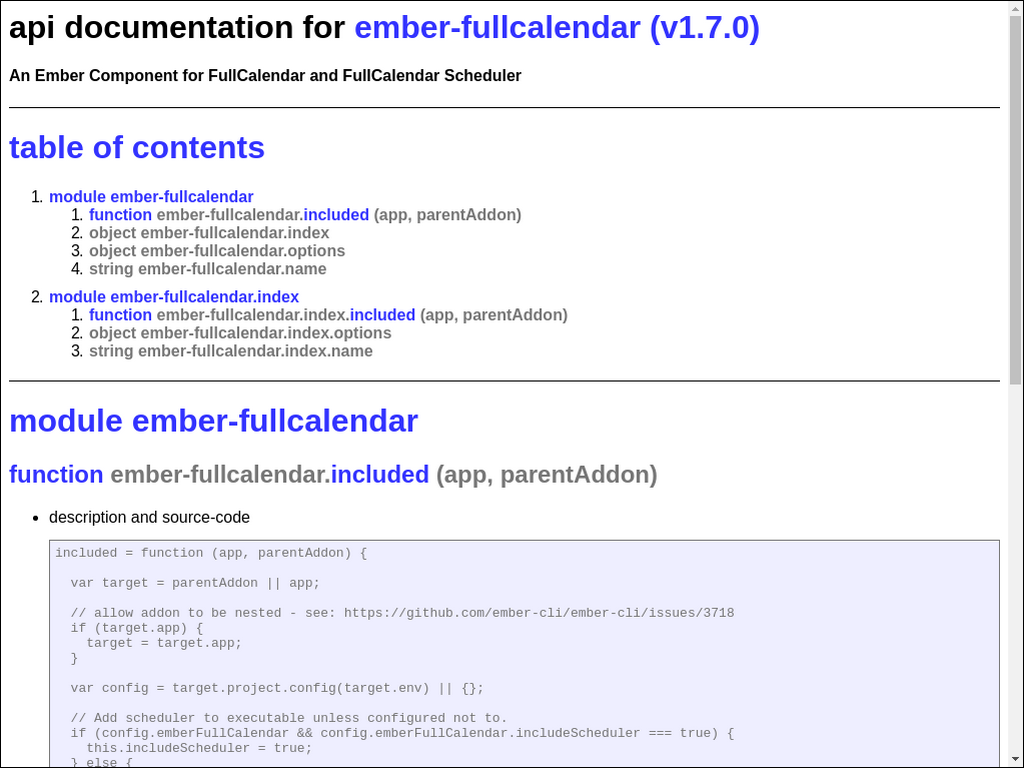 api documentation for ember-fullcalendar (v1.7.0)
An Ember Component for FullCalendar and FullCalendar Scheduler
table of contents
1. module ember-fullcalendar
1. function ember-fullcalendar.included (app, parentAddon)
2. object ember-fullcalendar.index
3. object ember-fullcalendar.options
4. string ember-fullcalendar.name
2. module ember-fullcalendar.index
1. function ember-fullcalendar.index.included (app, parentAddon)
2. object ember-fullcalendar.index.options
3. string ember-fullcalendar.index.name
module ember-fullcalendar
function ember-fullcalendar.included (app, parentAddon)
• description and source-code
included = function (app, parentAddon) {
var target = parentAddon || app;
// allow addon to be nested - see: https://github.com/ember-cli/ember-cli/issues/3718
if (target.app) {
target = target.app;
}
var config = target.project.config(target.env) || {};
// Add scheduler to executable unless configured not to.
if (config.emberFullCalendar && config.emberFullCalendar.includeScheduler === true) {
this.includeScheduler = true;
} else {